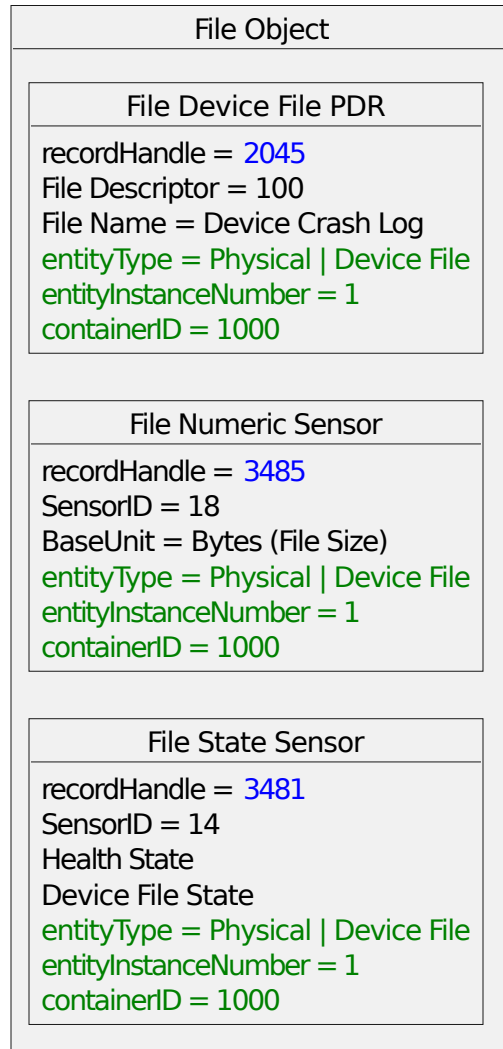 File Object
File Device File PDR
recordHandle = 2045
File Descriptor = 100
File Name = Device Crash Log
entityType = Physical | Device File
entityInstanceNumber = 1
containerID = 1000
File Numeric Sensor
recordHandle = 3485
SensorID = 18
BaseUnit = Bytes (File Size)
entityType = Physical | Device File
entityInstanceNumber = 1
containerID = 1000
File State Sensor
recordHandle = 3481
SensorID = 14
Health State
Device File State
entityType = Physical | Device File
entityInstanceNumber = 1
containerID = 1000